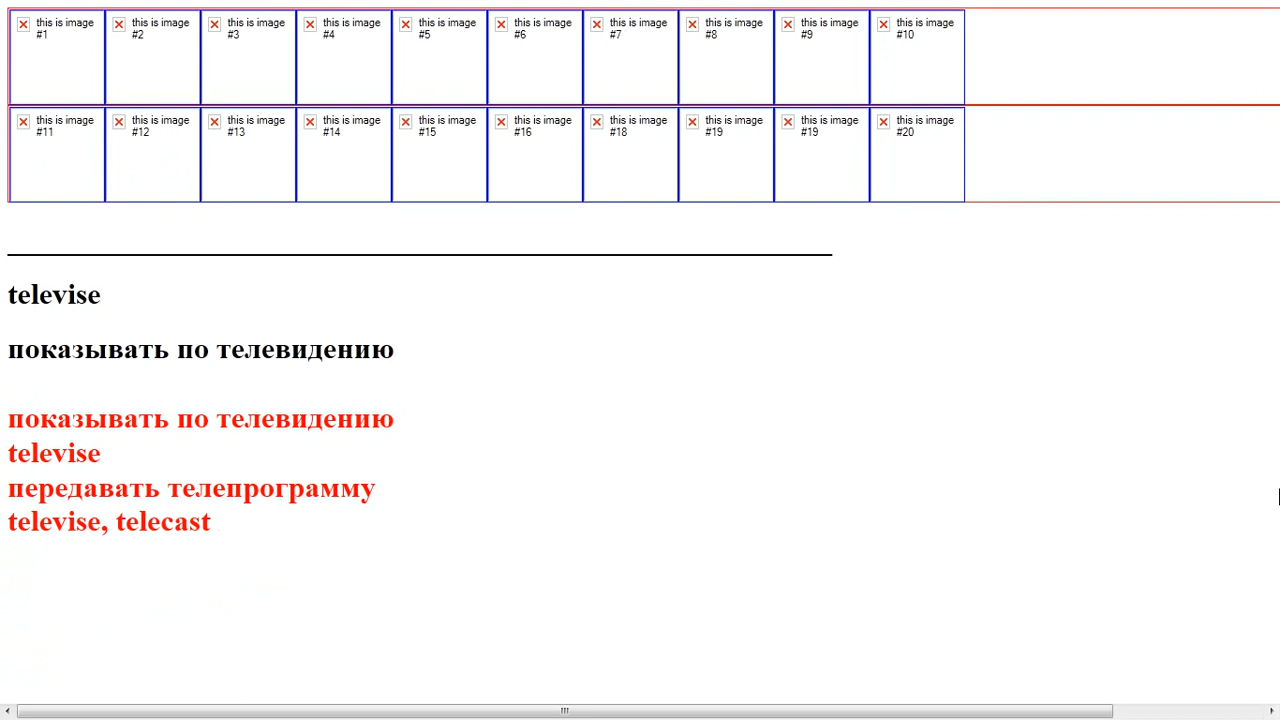 this is image this is image this is image this is image this is image this is image this is image this is image this is image this is image
#1 #2 #3 #4 #5 #6 #7 #8 #9 #10
this is image this is image this is image this is image this is image this is image this is image this is image this is image this is image
#11 #12 #13 #14 #15 #16 #18 #19 #19 #20
televise
показывать по телевидению
показывать по телевидению
televise
передавать телепрограмму
televise, telecast